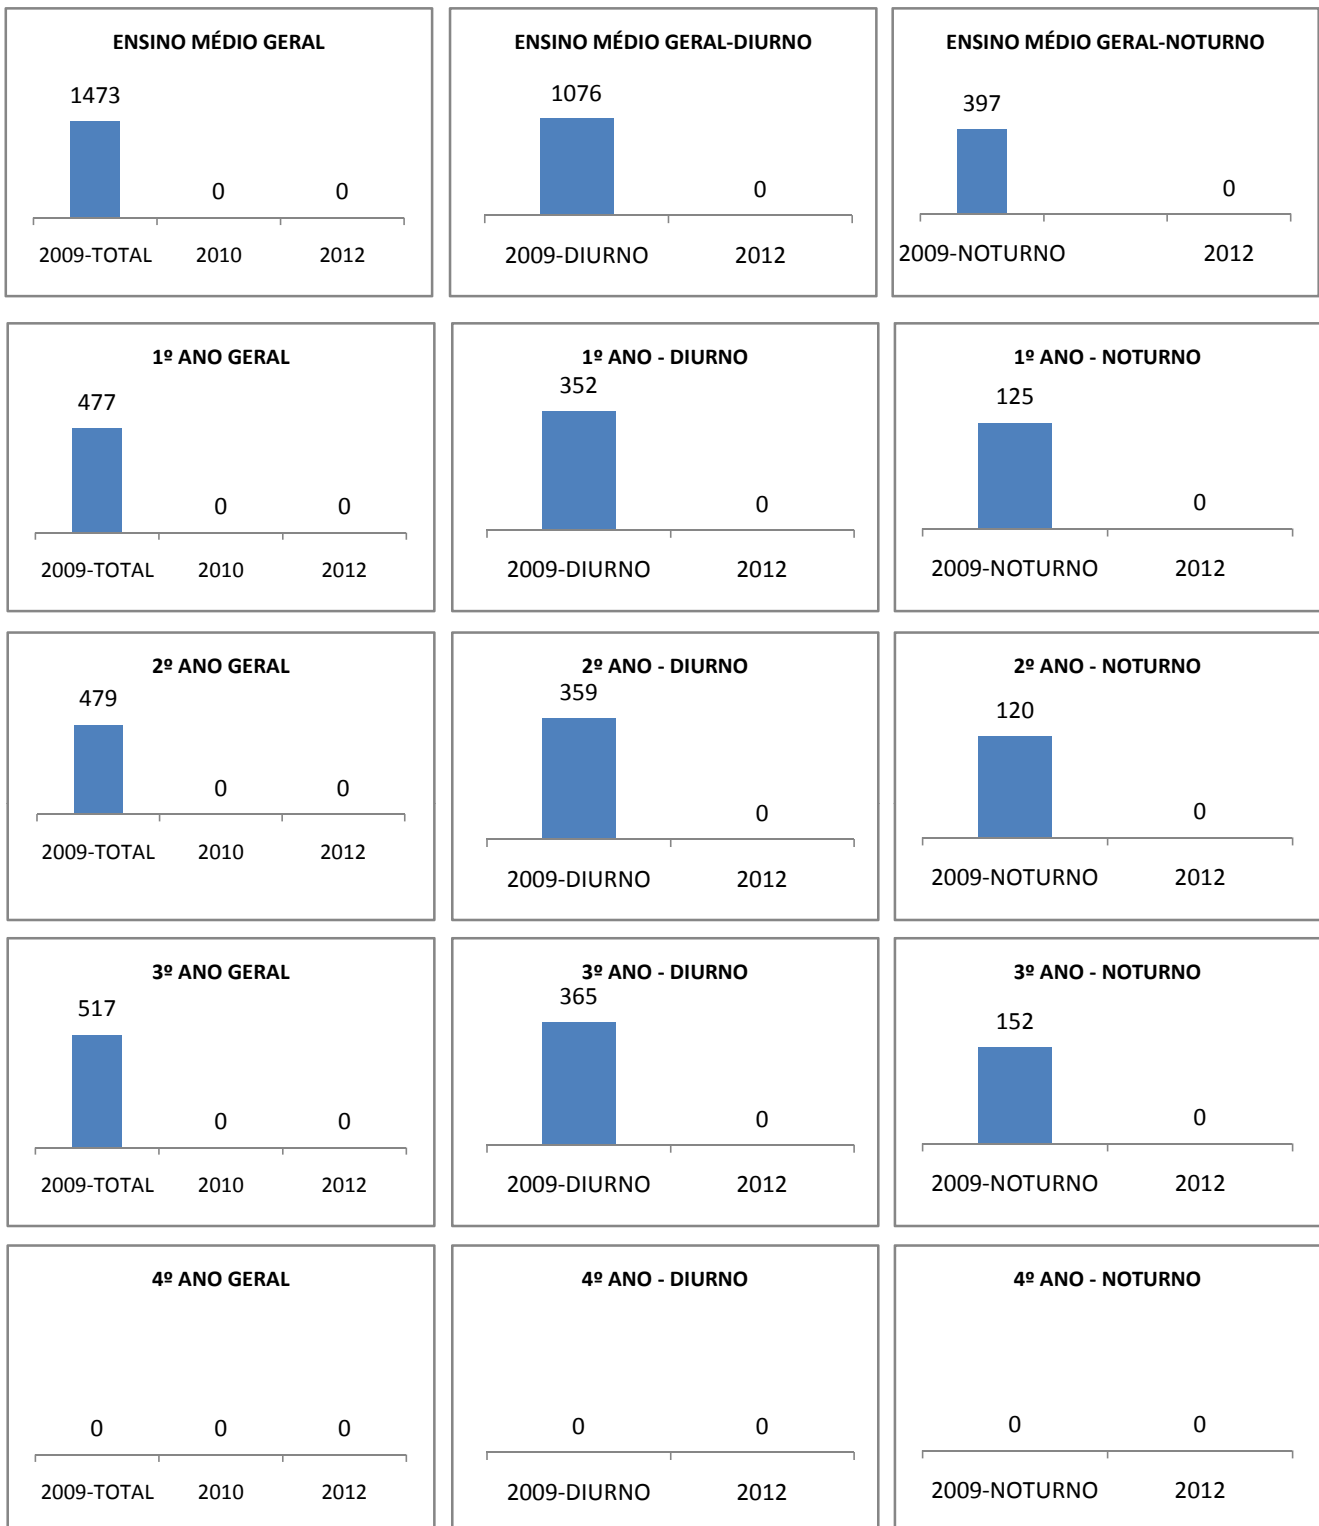 ENSINO MÉDIO GERAL
1473
0
0
2009-TOTAL
2010
2012
ENSINO MÉDIO GERAL-DIURNO
1076
0
2009-DIURNO
2012
ENSINO MÉDIO GERAL-NOTURNO
397
0
2009-NOTURNO
2012
1º ANO GERAL
477
0
0
2009-TOTAL
2010
2012
1º ANO - DIURNO
352
0
2009-DIURNO
2012
1º ANO - NOTURNO
125
0
2009-NOTURNO
2012
2º ANO GERAL
479
0
0
2009-TOTAL
2010
2012
2º ANO - DIURNO
359
0
2009-DIURNO
2012
2º ANO - NOTURNO
120
0
2009-NOTURNO
2012
3º ANO GERAL
517
0
0
2009-TOTAL
2010
2012
3º ANO - DIURNO
365
0
2009-DIURNO
2012
3º ANO - NOTURNO
152
0
2009-NOTURNO
2012
4º ANO GERAL
0
0
0
2009-TOTAL
2010
2012
4º ANO - DIURNO
0
0
2009-DIURNO
2012
4º ANO - NOTURNO
0
0
2009-NOTURNO
2012